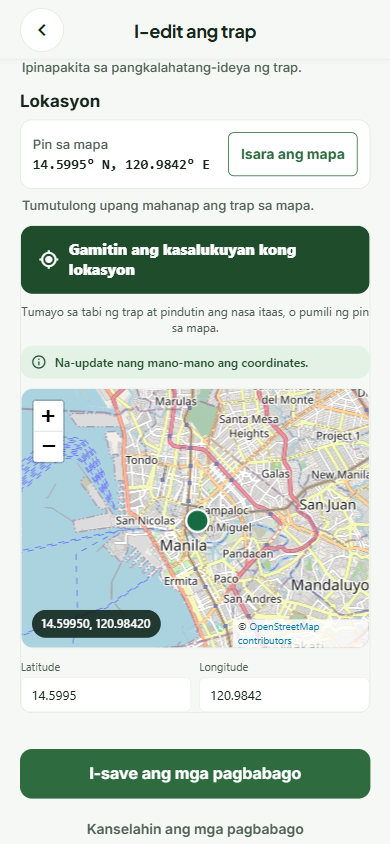 I-edit ang trap
Ipinapakita sa pangkalahatang-ideya ng trap.
Lokasyon
Pin sa mapa
14.5995° N, 120.9842° E
Isara ang mapa
Tumutulong upang mahanap ang trap sa mapa.
Gamitin ang kasalukuyan kong
lokasyon
Tumayo sa tabi ng trap at pindutin ang nasa itaas, o pumili ng pin
sa mapa.
Na-update nang mano-mano ang coordinates.
+
−
Marulas
del Monte
Santa Mesa
Heights
Project 1
Tondo
Galas
New Manila
San Juan
San Nicolas
Sampaloc
Miguel
Manila
Pandacan
Ermita
Paco
Mandaluyo
San Andres
14.59950, 120.98420
© OpenStreetMap
contributors
Makati
Latitude
Longitude
14.5995
120.9842
I-save ang mga pagbabago
Kanselahin ang mga pagbabago